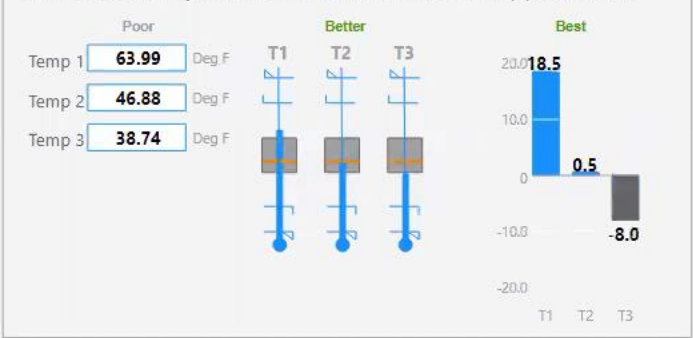 Poor
Temp 1 63.99 Deg F
Temp 2 46.88 Deg F
Temp 3 38.74 Deg F
Better
T1 T2 T3
Best
20.0 18.5
10.0
0.5
0
-10.0
-8.0
-20.0
T1 T2 T3